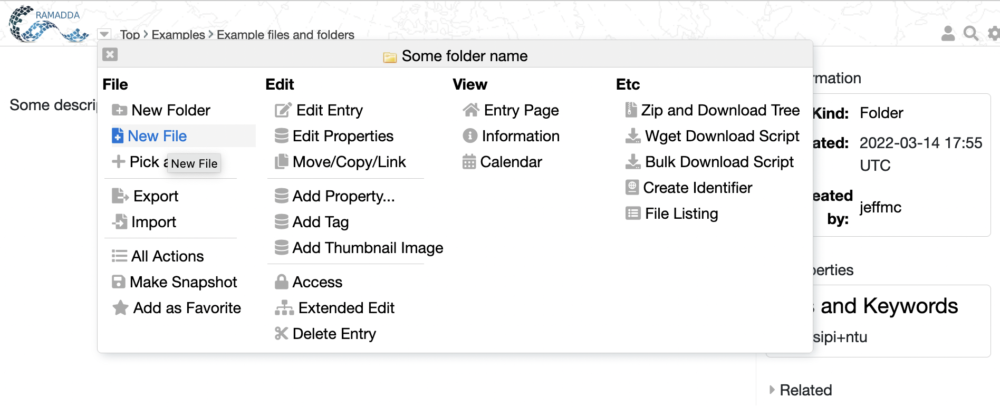 RAMADDA
Top > Examples > Example files and folders
Some folder name
File
New Folder
New File
Pick a
New File
Export
Import
All Actions
Make Snapshot
Add as Favorite
Edit
Edit Entry
Edit Properties
Move/Copy/Link
Add Property...
Add Tag
Add Thumbnail Image
Access
Extended Edit
Delete Entry
View
Entry Page
Information
Calendar
Etc
Zip and Download Tree
Wget Download Script
Bulk Download Script
Create Identifier
File Listing
Some descrip
rmation
Kind: Folder
ated: 2022-03-14 17:55
UTC
eated
by: jeffmc
perties
s and Keywords
sipi+ntu
Related